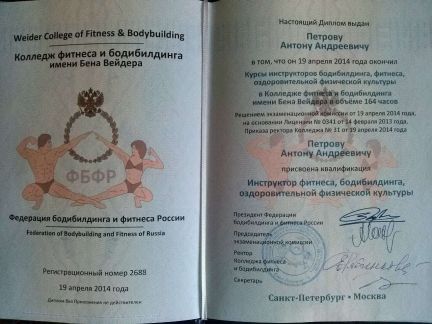 Weider College of Fitness & Bodybuilding
Колледж фитнеса и бодибилдинга
имени Бена Вейдера
ФБФР
Федерация бодибилдинга и фитнеса России
Federation of Bodybuilding and Fitness of Russia
Регистрационный номер 2688
19 апреля 2014 года
Диплом без Приложения не действителен
Настоящий Диплом выдан
Петрову
Антону Андреевичу
в том, что он 19 апреля 2014 года окончил
Курсы инструкторов бодибилдинга, фитнеса,
оздоровительной физической культуры
в Колледже фитнеса и бодибилдинга
имени Бена Вейдера в объёме 164 часов
Решением экзаменационной комиссии от 19 апреля 2014 года,
на основании Лицензии № 0341 от 14 февраля 2013 года,
Приказа ректора Колледжа № 31 от 19 апреля 2014 года
Петрову
Антону Андреевичу
присвоена квалификация
Инструктор фитнеса, бодибилдинга,
оздоровительной физической культуры
Президент Федерации
бодибилдинга и фитнеса России
Председатель
экзаменационной комиссии
Ректор
Колледжа фитнеса
и бодибилдинга
Секретарь
Санкт-Петербург • Москва